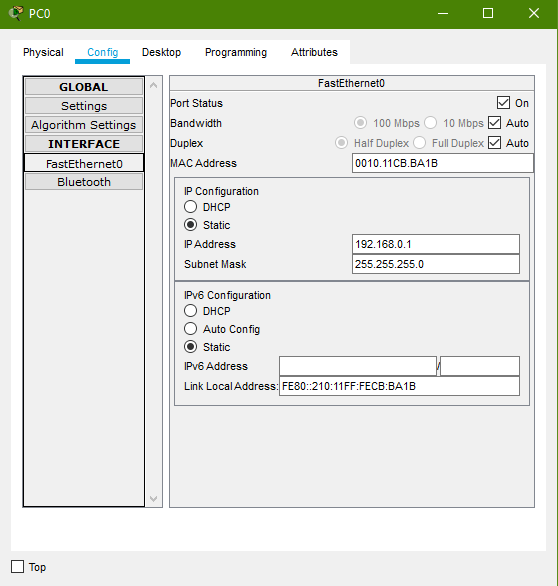 PC0
Physical Config Desktop Programming Attributes
GLOBAL
Settings
Algorithm Settings
INTERFACE
FastEthernet0
Bluetooth
FastEthernet0
Port Status On
Bandwidth 100 Mbps 10 Mbps Auto
Duplex Half Duplex Full Duplex Auto
MAC Address 0010.11CB.BA1B
IP Configuration
DHCP
Static
IP Address 192.168.0.1
Subnet Mask 255.255.255.0
IPv6 Configuration
DHCP
Auto Config
Static
IPv6 Address /
Link Local Address: FE80::210:11FF:FECB:BA1B
Top